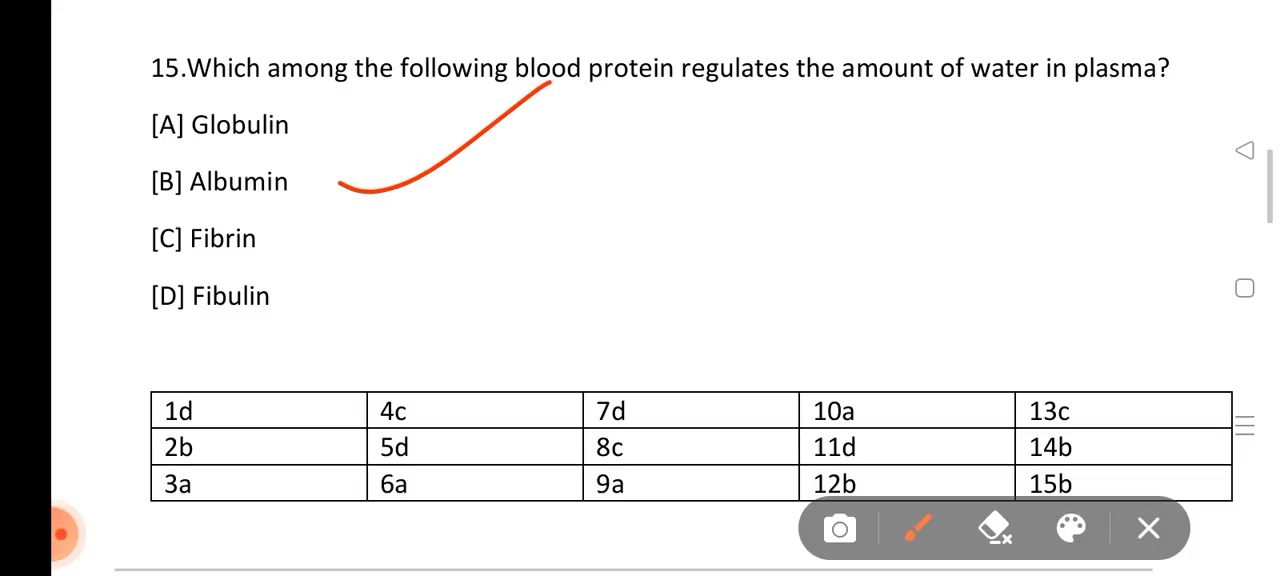 15.Which among the following blood protein regulates the amount of water in plasma?
[A] Globulin
[B] Albumin
[C] Fibrin
[D] Fibulin
1d 4c 7d 10a 13c
2b 5d 8c 11d 14b
3a 6a 9a 12b 15b